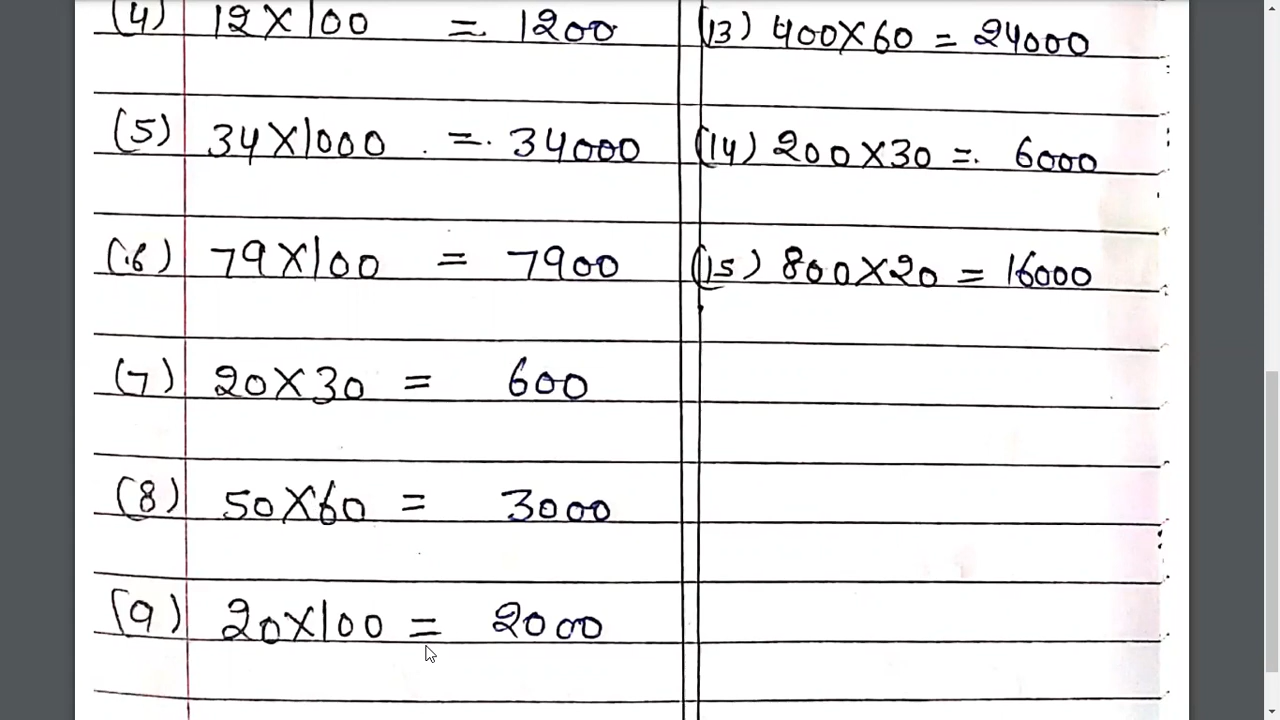 (4) 12 X 100 = 1200
(5) 34 X 1000 = 34000
(6) 79 X 100 = 7900
(7) 20 X 30 = 600
(8) 50 X 60 = 3000
(9) 20 X 100 = 2000
(13) 400 X 60 = 24000
(14) 200 X 30 = 6000
(15) 800 X 20 = 16000